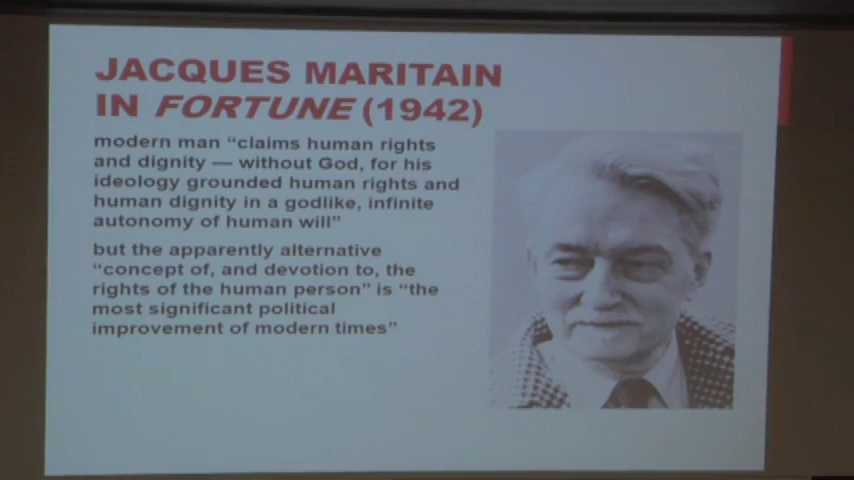 JACQUES MARITAIN
IN FORTUNE (1942)
modern man “claims human rights
and dignity — without God, for his
ideology grounded human rights and
human dignity in a godlike, infinite
autonomy of human will”
but the apparently alternative
“concept of, and devotion to, the
rights of the human person” is “the
most significant political
improvement of modern times”